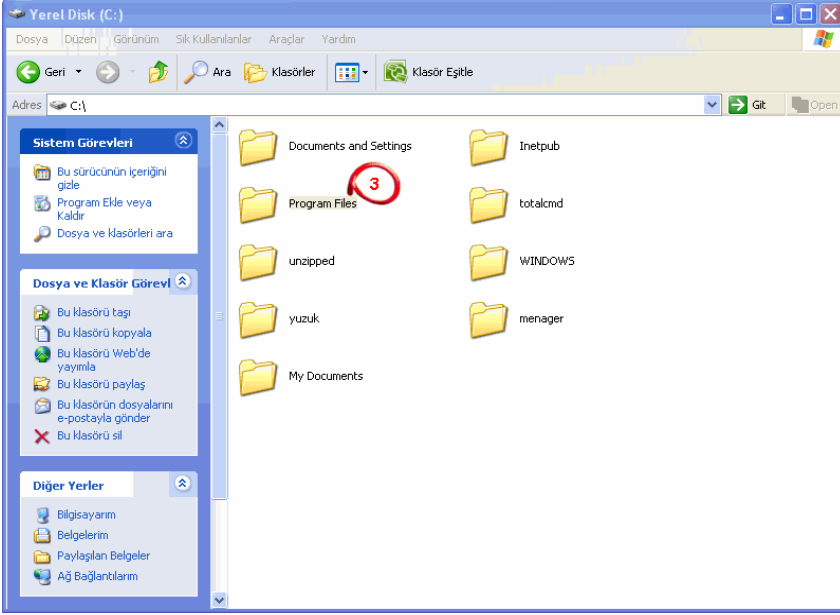 Yerel Disk (C:)
Dosya Düzen Görünüm Sık Kullanılanlar Araçlar Yardım
Geri Ara Klasörler Klasör Eşitle
Adres C:\ Git Open
Sistem Görevleri
Bu sürücünün içeriğini
gizle
Program Ekle veya
Kaldır
Dosya ve klasörleri ara
Dosya ve Klasör Görevl
Bu klasörü taşı
Bu klasörü kopyala
Bu klasörü Web'de
yayımla
Bu klasörü paylaş
Bu klasörün dosyalarını
e-postayla gönder
Bu klasörü sil
Diğer Yerler
Bilgisayarım
Belgelerim
Paylaşılan Belgeler
Ağ Bağlantılarım
Documents and Settings Inetpub
3
Program Files totalcmd
unzipped WINDOWS
yuzuk menager
My Documents